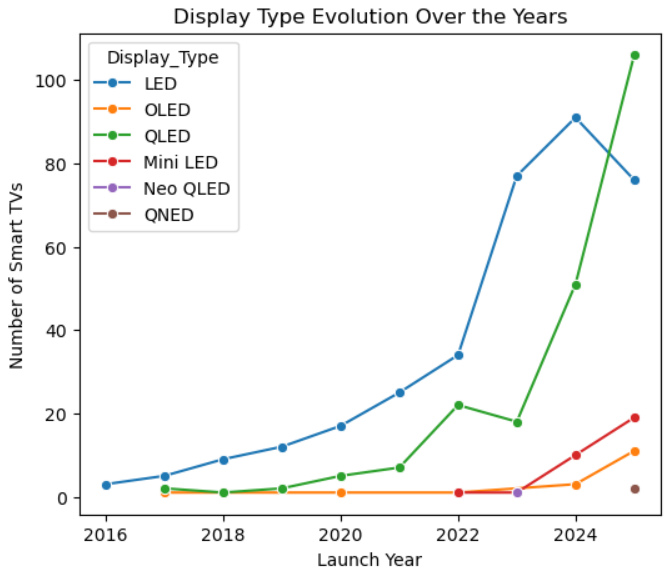 Display Type Evolution Over the Years
Display_Type
LED
OLED
QLED
Mini LED
Neo QLED
QNED
Number of Smart TVs
100
80
60
40
20
0
2016 2018 2020 2022 2024
Launch Year